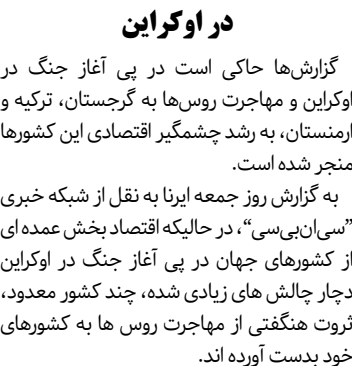 در اوکراین
گزارش‌ها حاکی است در پی آغاز جنگ در
اوکراین و مهاجرت روس‌ها به گرجستان، ترکیه و
ارمنستان، به رشد چشمگیر اقتصادی این کشورها
منجر شده است.
به گزارش روز جمعه ایرنا به نقل از شبکه خبری
”سی‌ان‌بی‌سی“، در حالیکه اقتصاد بخش عمده ای
از کشورهای جهان در پی آغاز جنگ در اوکراین
دچار چالش های زیادی شده، چند کشور معدود،
ثروت هنگفتی از مهاجرت روس ها به کشورهای
خود بدست آورده اند.